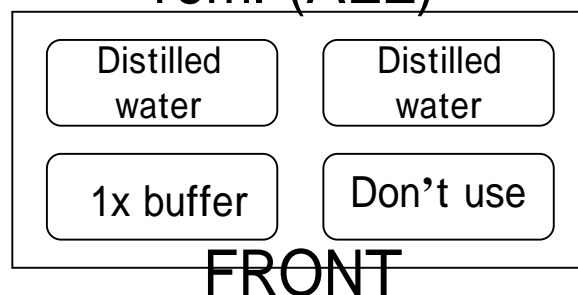 Distilled
water
Distilled
water
1x buffer
Don’t use
FRONT